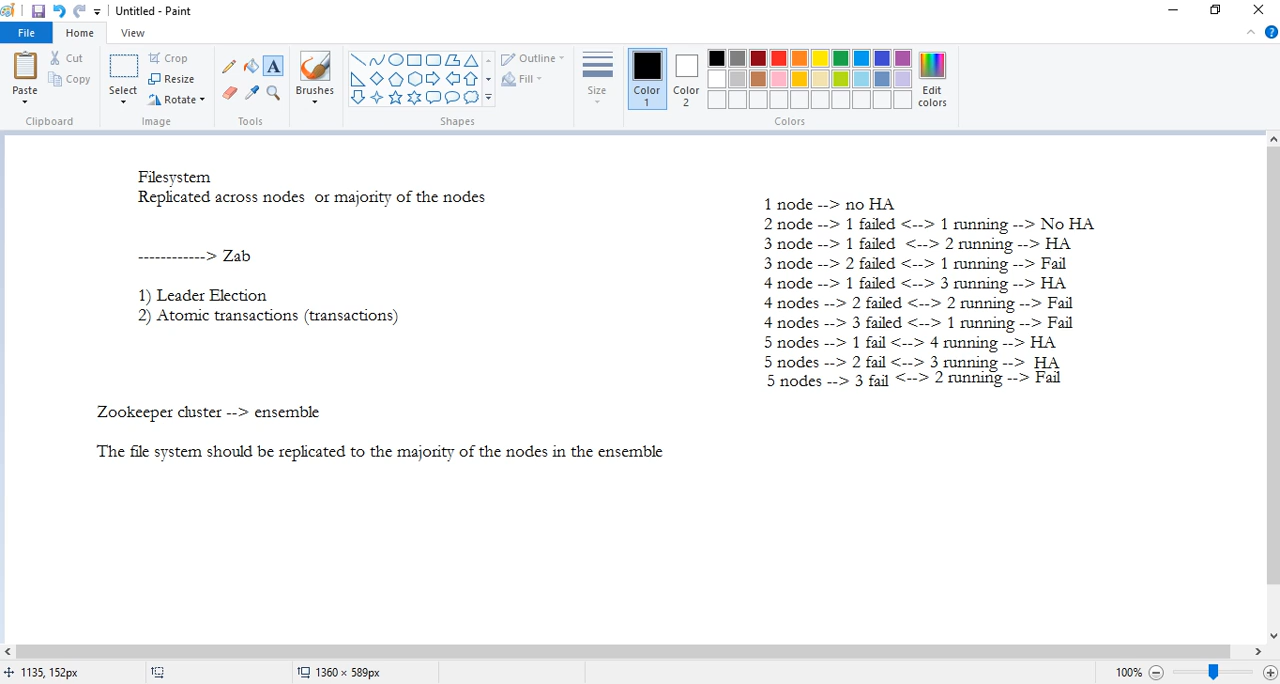 Untitled - Paint
File
Home
View
Paste
Cut
Copy
Clipboard
Select
Crop
Resize
Rotate
Image
A
Tools
Brushes
Shapes
Outline
Fill
Size
Color 1
Color 2
Edit colors
Colors
Filesystem
Replicated across nodes or majority of the nodes
------------> Zab
1) Leader Election
2) Atomic transactions (transactions)
Zookeeper cluster --> ensemble
The file system should be replicated to the majority of the nodes in the ensemble
1 node --> no HA
2 node --> 1 failed <--> 1 running --> No HA
3 node --> 1 failed <--> 2 running --> HA
3 node --> 2 failed <--> 1 running --> Fail
4 node --> 1 failed <--> 3 running --> HA
4 nodes --> 2 failed <--> 2 running --> Fail
4 nodes --> 3 failed <--> 1 running --> Fail
5 nodes --> 1 fail <--> 4 running --> HA
5 nodes --> 2 fail <--> 3 running --> HA
5 nodes --> 3 fail <--> 2 running --> Fail
1135, 152px
1360 × 589px
100%